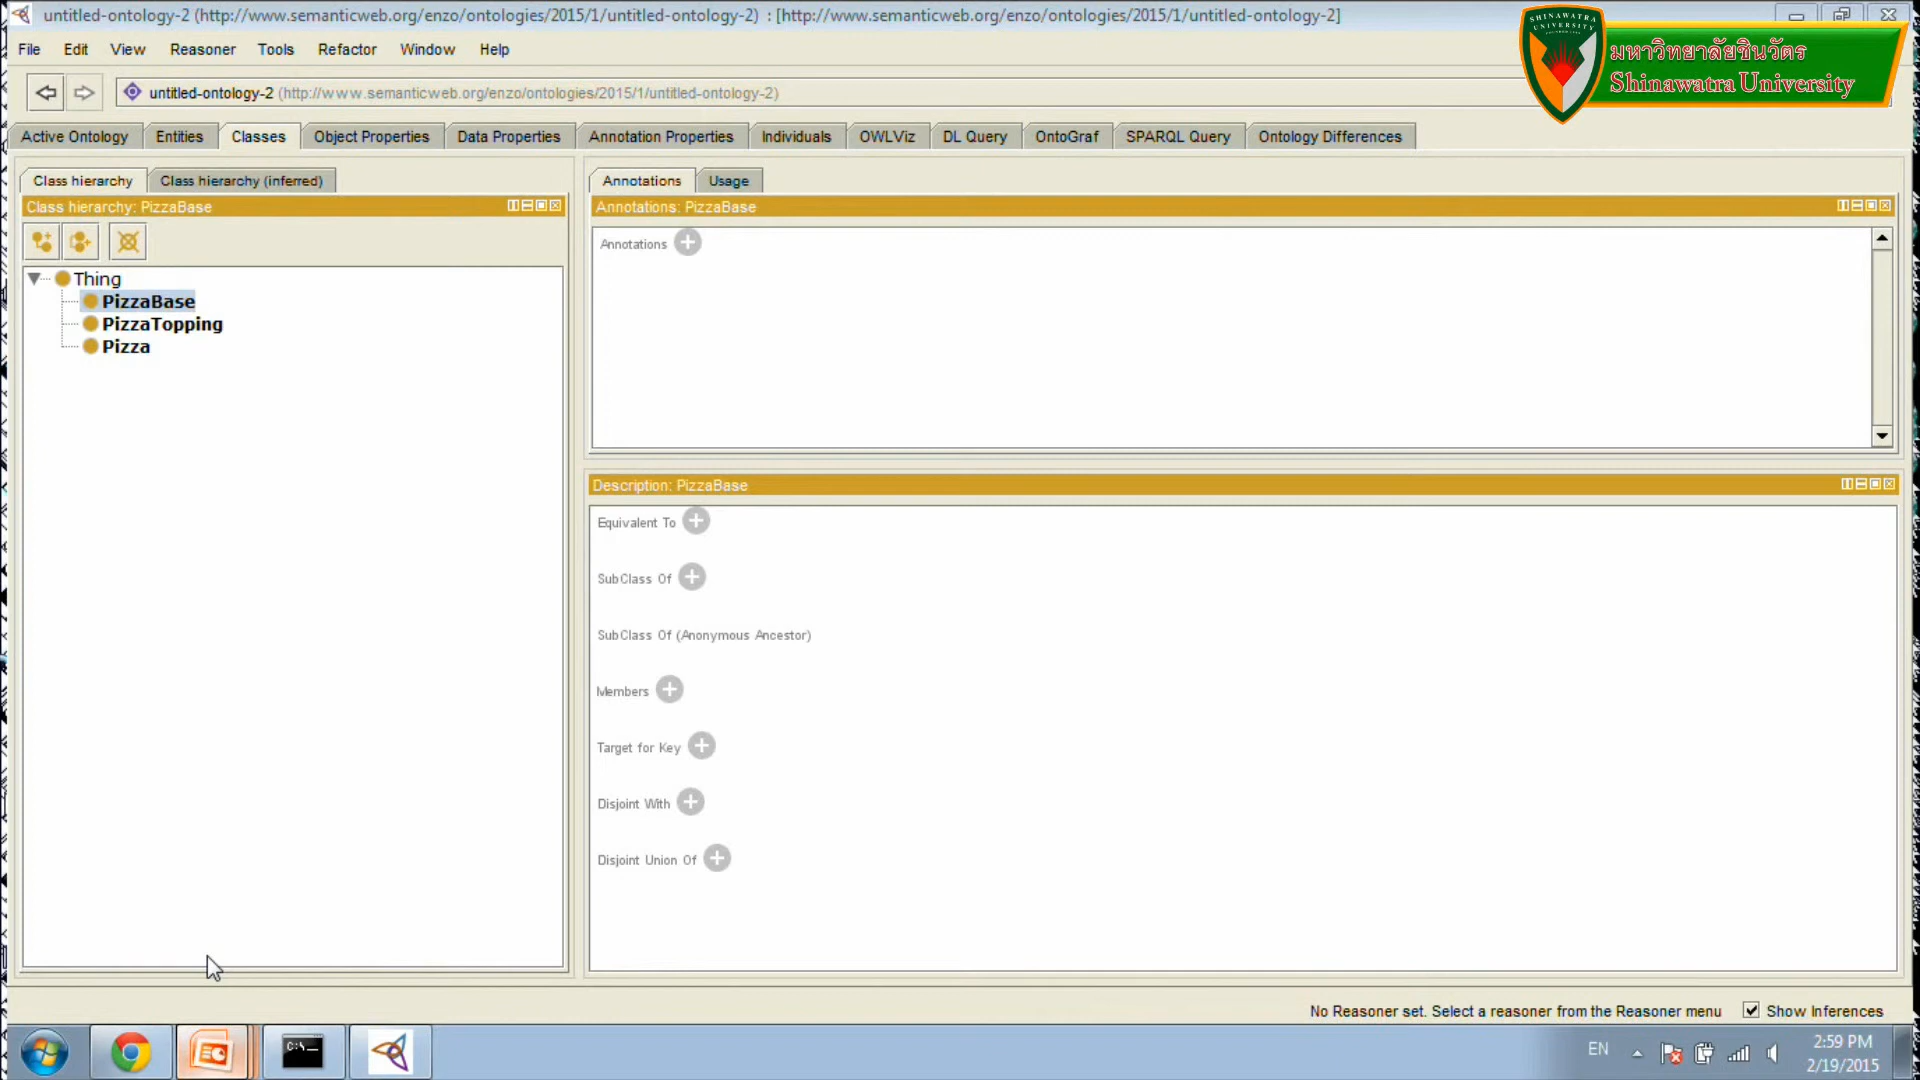 untitled-ontology-2 (http://www.semanticweb.org/enzo/ontologies/2015/1/untitled-ontology-2) : [http://www.semanticweb.org/enzo/ontologies/2015/1/untitled-ontology-2]
File Edit View Reasoner Tools Refactor Window Help
SHINAWATRA UNIVERSITY
มหาวิทยาลัยชินวัตร
Shinawatra University
untitled-ontology-2 (http://www.semanticweb.org/enzo/ontologies/2015/1/untitled-ontology-2)
Active Ontology Entities Classes Object Properties Data Properties Annotation Properties Individuals OWLViz DL Query OntoGraf SPARQL Query Ontology Differences
Class hierarchy Class hierarchy (inferred)
Class hierarchy: PizzaBase
Thing
PizzaBase
PizzaTopping
Pizza
Annotations Usage
Annotations: PizzaBase
Annotations
Description: PizzaBase
Equivalent To
SubClass Of
SubClass Of (Anonymous Ancestor)
Members
Target for Key
Disjoint With
Disjoint Union Of
No Reasoner set. Select a reasoner from the Reasoner menu Show Inferences
C:\_
EN
2:59 PM
2/19/2015